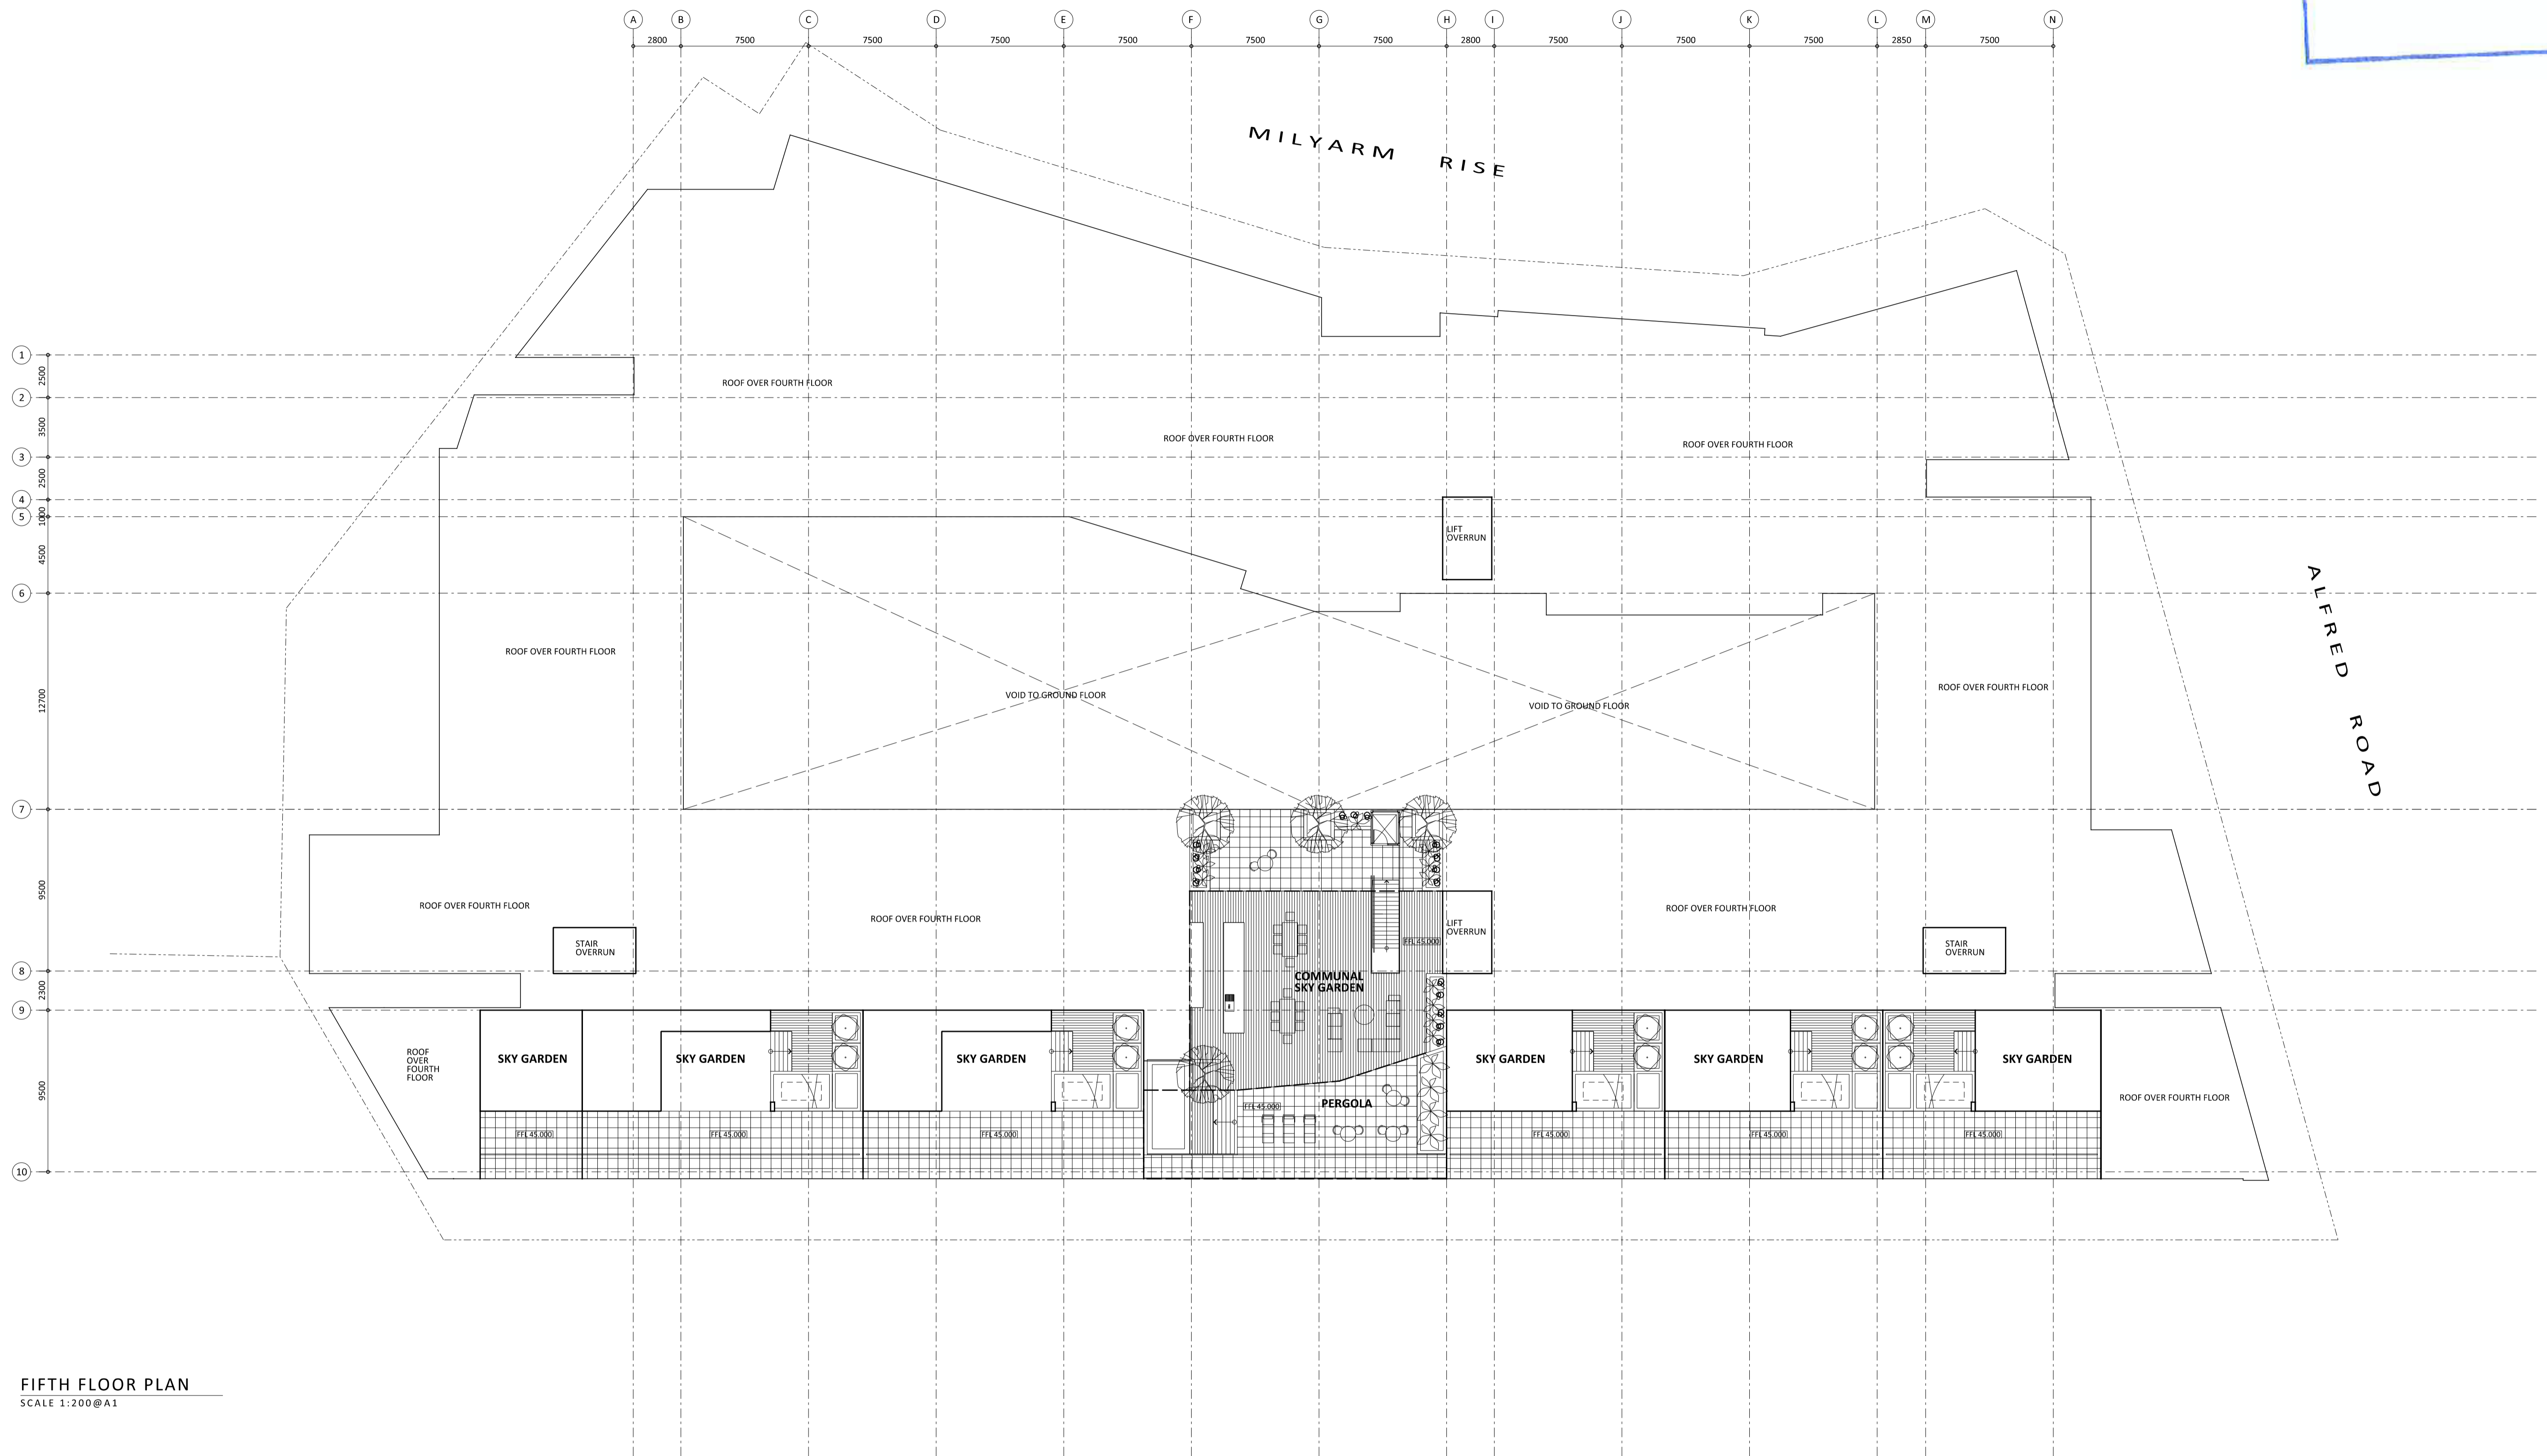 A B C D E F G H I J K L M N
2800 7500 7500 7500 7500 7500 7500 2800 7500 7500 7500 2850 7500
MILYARM RISE
1
2500
2
3500
3
2500
4
1000
5
4500
6
12700
7
9500
8
2300
9
9500
10
ROOF OVER FOURTH FLOOR
ROOF OVER FOURTH FLOOR
ROOF OVER FOURTH FLOOR
LIFT
OVERRUN
ALFRED ROAD
ROOF OVER FOURTH FLOOR
VOID TO GROUND FLOOR
VOID TO GROUND FLOOR
ROOF OVER FOURTH FLOOR
ROOF OVER FOURTH FLOOR
ROOF OVER FOURTH FLOOR
ROOF OVER FOURTH FLOOR
STAIR
OVERRUN
LIFT
OVERRUN
FFL 45.000
STAIR
OVERRUN
COMMUNAL
SKY GARDEN
ROOF
OVER
FOURTH
FLOOR
SKY GARDEN
SKY GARDEN
SKY GARDEN
SKY GARDEN
SKY GARDEN
SKY GARDEN
ROOF OVER FOURTH FLOOR
PERGOLA
FFL 45.000
FFL 45.000
FFL 45.000
FFL 45.000
FFL 45.000
FFL 45.000
FFL 45.000
FIFTH FLOOR PLAN
SCALE 1:200@A1